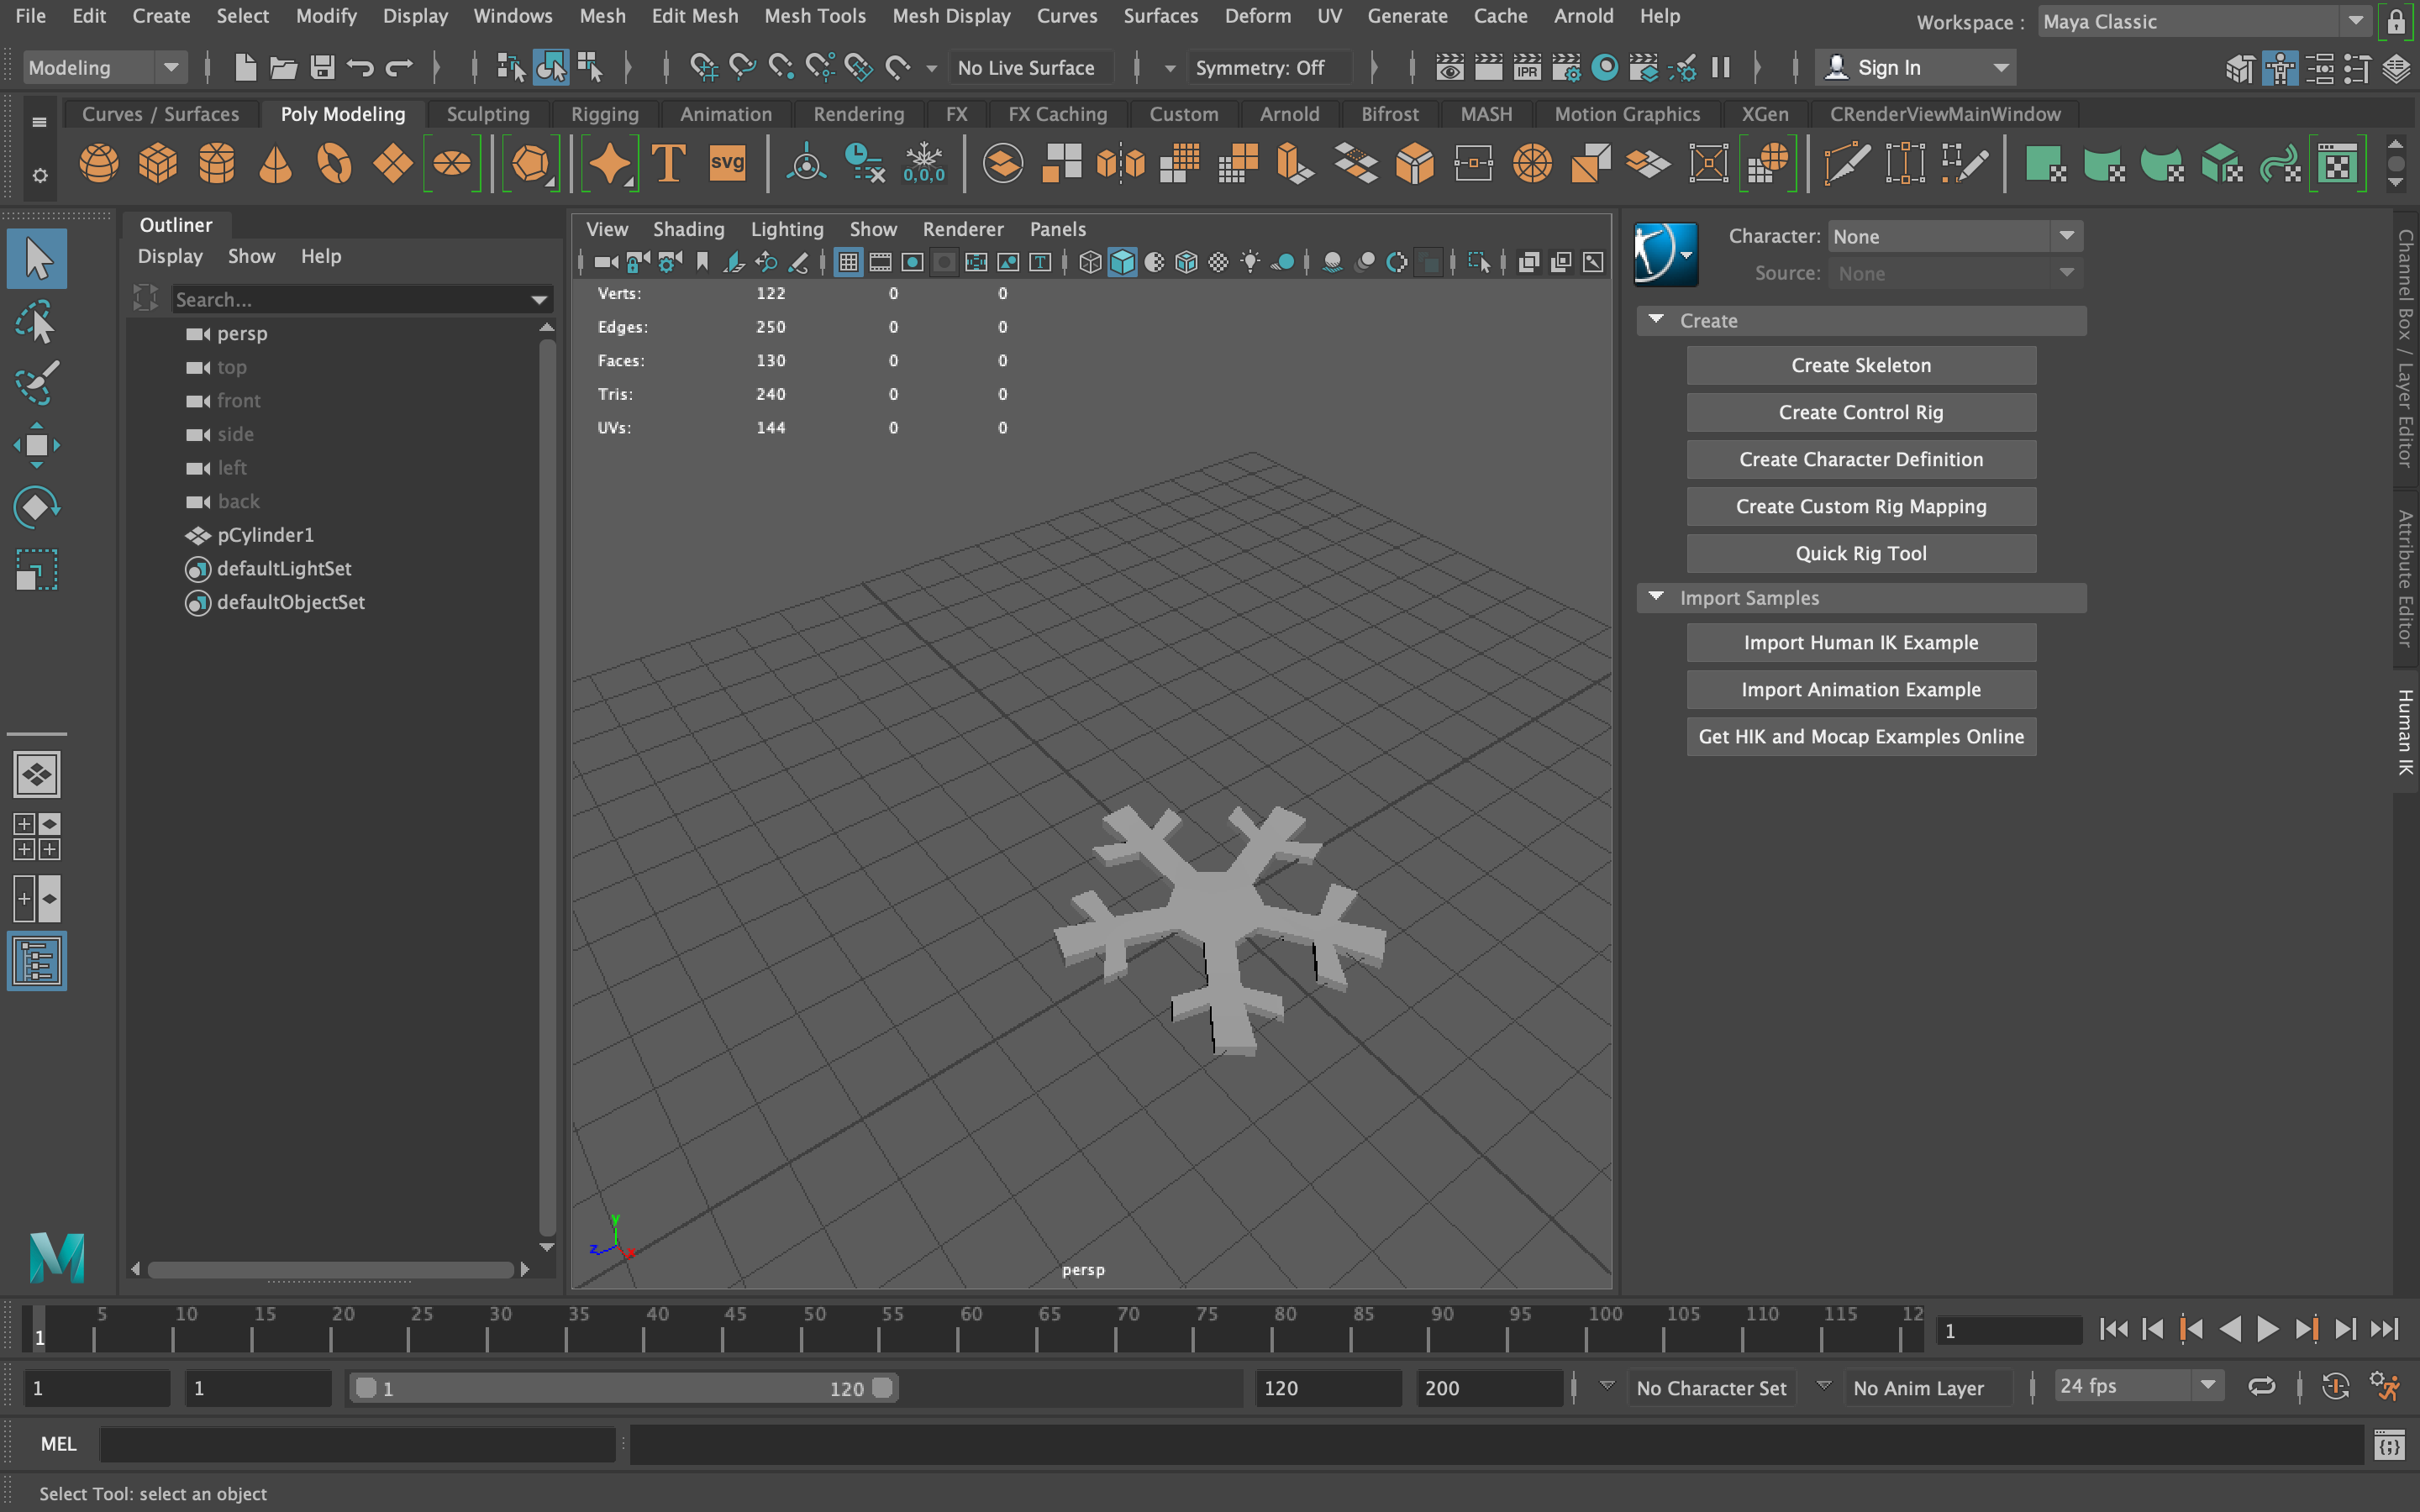 File Edit Create Select Modify Display Windows Mesh Edit Mesh Mesh Tools Mesh Display Curves Surfaces Deform UV Generate Cache Arnold Help Workspace : Maya Classic
Modeling No Live Surface Symmetry: Off IPR Sign In
Curves / Surfaces Poly Modeling Sculpting Rigging Animation Rendering FX FX Caching Custom Arnold Bifrost MASH Motion Graphics XGen CRenderViewMainWindow
T svg 0,0,0
Outliner
Display Show Help
Search...
persp
top
front
side
left
back
pCylinder1
defaultLightSet
defaultObjectSet
View Shading Lighting Show Renderer Panels
Verts: 122 0 0
Edges: 250 0 0
Faces: 130 0 0
Tris: 240 0 0
UVs: 144 0 0
y
z x
persp
Character: None
Source: None
Create
Create Skeleton
Create Control Rig
Create Character Definition
Create Custom Rig Mapping
Quick Rig Tool
Import Samples
Import Human IK Example
Import Animation Example
Get HIK and Mocap Examples Online
Channel Box / Layer Editor
Attribute Editor
Human IK
M
5 10 15 20 25 30 35 40 45 50 55 60 65 70 75 80 85 90 95 100 105 110 115 12
1 1
1 1 1 120 120 200 No Character Set No Anim Layer 24 fps
MEL
Select Tool: select an object